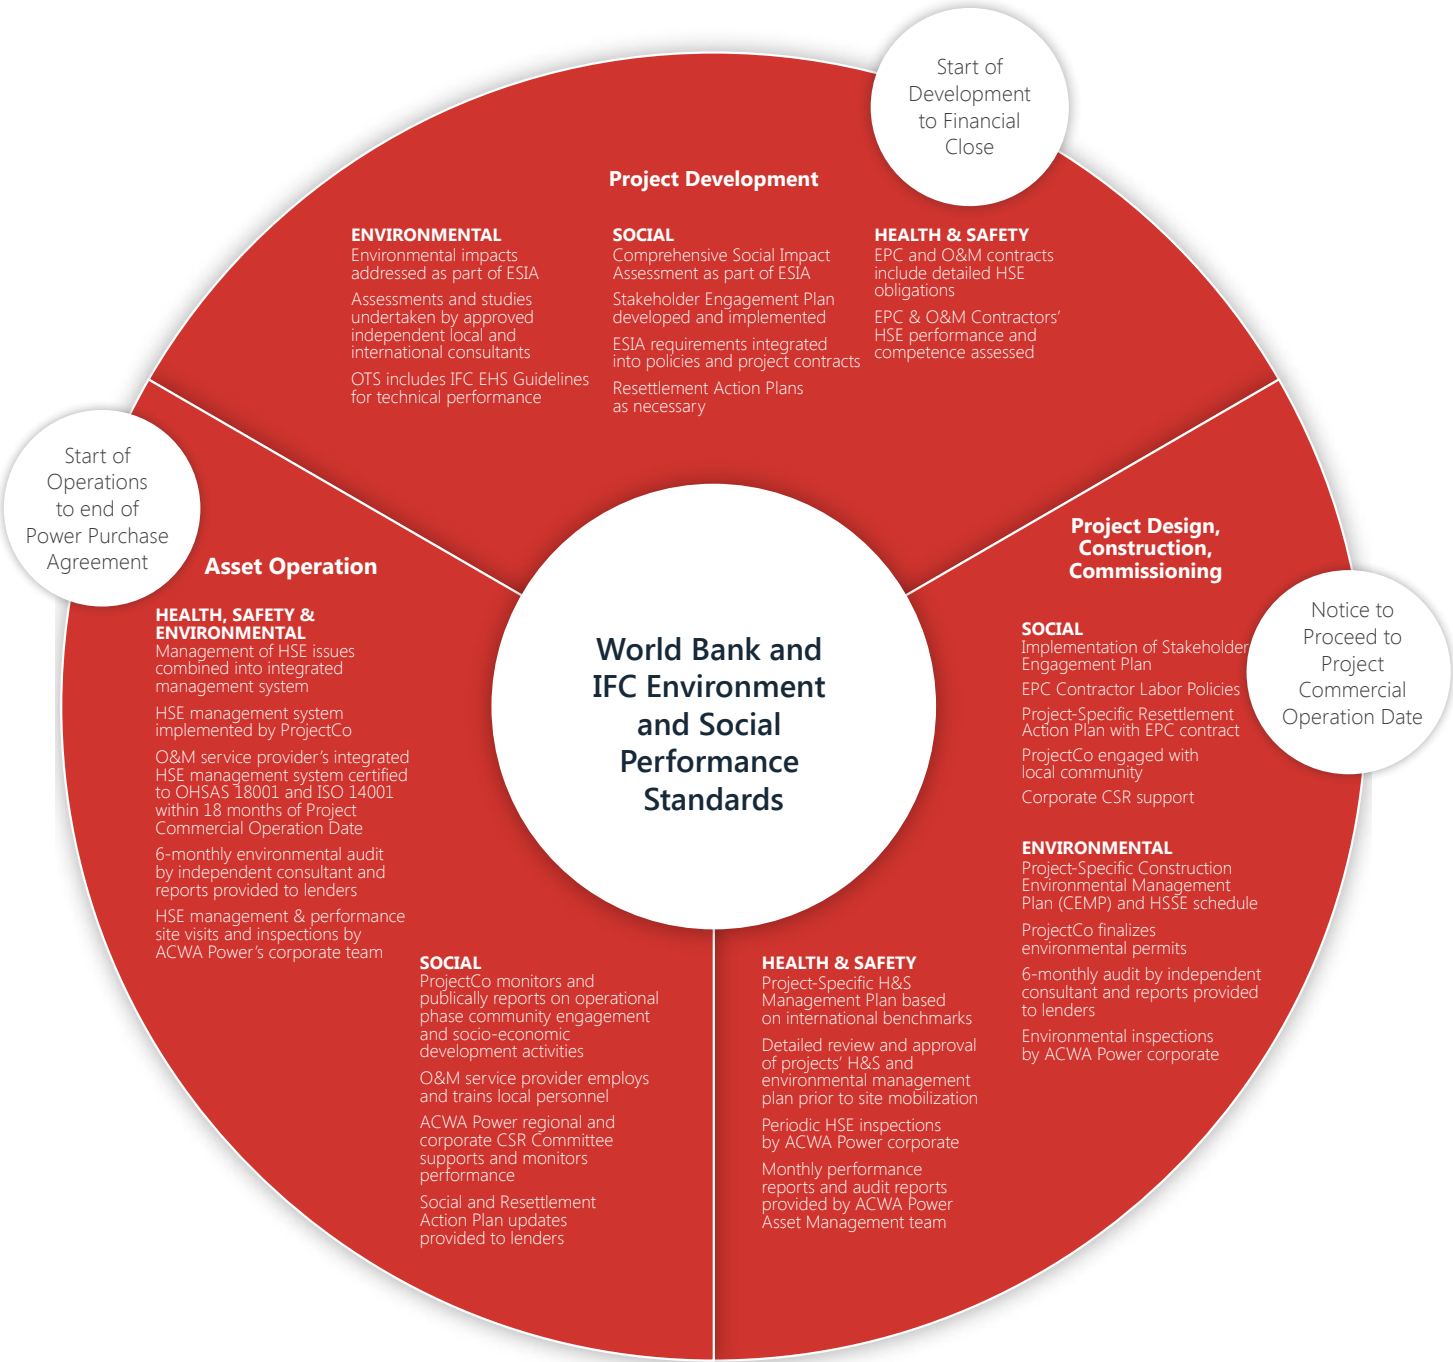 Start of
Development
to Financial
Close
Project Development
ENVIRONMENTAL
Environmental impacts
addressed as part of ESIA
Assessments and studies
undertaken by approved
independent local and
international consultants
OTS includes IFC EHS Guidelines
for technical performance
SOCIAL
Comprehensive Social Impact
Assessment as part of ESIA
Stakeholder Engagement Plan
developed and implemented
ESIA requirements integrated
into policies and project contracts
Resettlement Action Plans
as necessary
HEALTH & SAFETY
EPC and O&M contracts
include detailed HSE
obligations
EPC & O&M Contractors’
HSE performance and
competence assessed
Start of
Operations
to end of
Power Purchase
Agreement
Asset Operation
HEALTH, SAFETY &
ENVIRONMENTAL
Management of HSE issues
combined into integrated
management system
HSE management system
implemented by ProjectCo
O&M service provider’s integrated
HSE management system certified
to OHSAS 18001 and ISO 14001
within 18 months of Project
Commercial Operation Date
6-monthly environmental audit
by independent consultant and
reports provided to lenders
HSE management & performance
site visits and inspections by
ACWA Power’s corporate team
SOCIAL
ProjectCo monitors and
publically reports on operational
phase community engagement
and socio-economic
development activities
O&M service provider employs
and trains local personnel
ACWA Power regional and
corporate CSR Committee
supports and monitors
performance
Social and Resettlement
Action Plan updates
provided to lenders
World Bank and
IFC Environment
and Social
Performance
Standards
Project Design,
Construction,
Commissioning
Notice to
Proceed to
Project
Commercial
Operation Date
SOCIAL
Implementation of Stakeholder
Engagement Plan
EPC Contractor Labor Policies
Project-Specific Resettlement
Action Plan with EPC contract
ProjectCo engaged with
local community
Corporate CSR support
ENVIRONMENTAL
Project-Specific Construction
Environmental Management
Plan (CEMP) and HSSE schedule
ProjectCo finalizes
environmental permits
6-monthly audit by independent
consultant and reports provided
to lenders
Environmental inspections
by ACWA Power corporate
HEALTH & SAFETY
Project-Specific H&S
Management Plan based
on international benchmarks
Detailed review and approval
of projects’ H&S and
environmental management
plan prior to site mobilization
Periodic HSE inspections
by ACWA Power corporate
Monthly performance
reports and audit reports
provided by ACWA Power
Asset Management team